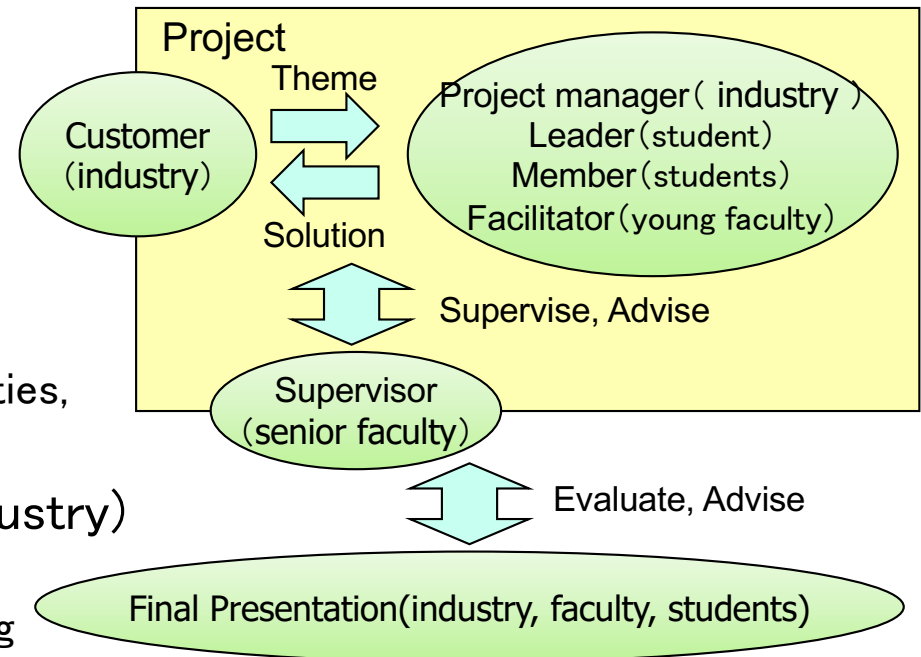 Project
Theme
Customer
（industry）
Project manager（ industry ）
Leader（student）
Member（students）
Facilitator（young faculty）
Solution
Supervise, Advise
ties,
Supervisor
（senior faculty）
ustry）
Evaluate, Advise
Final Presentation(industry, faculty, students)
g